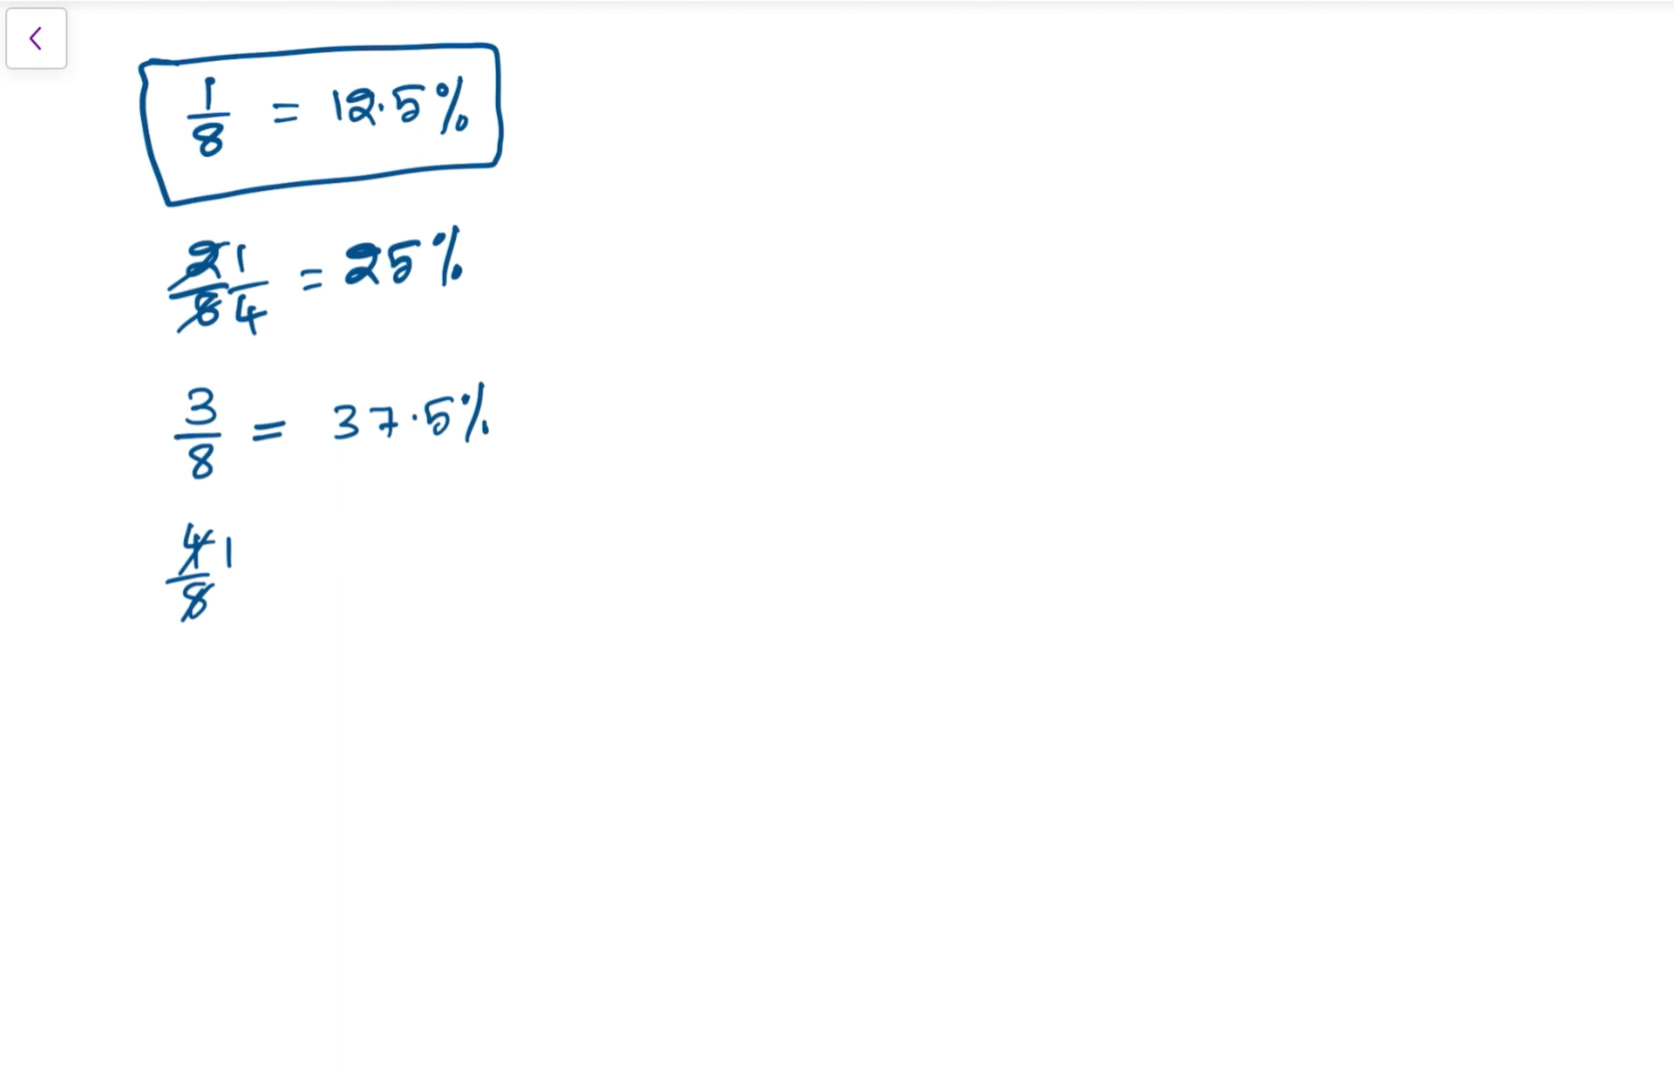 1/8 = 12.5%
2/8 1/4 = 25%
3/8 = 37.5%
4/8 1